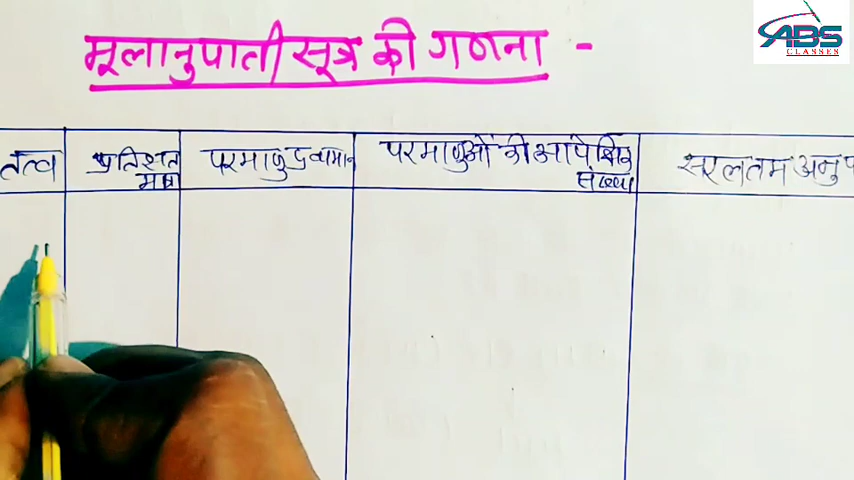 ABS
CLASSES
मूलानुपाती सूत्र की गणना -
तत्व
प्रतिशत मात्रा
परमाणु द्रव्यमान
परमाणुओं की आपेक्षिक संख्या
सरलतम अनुप